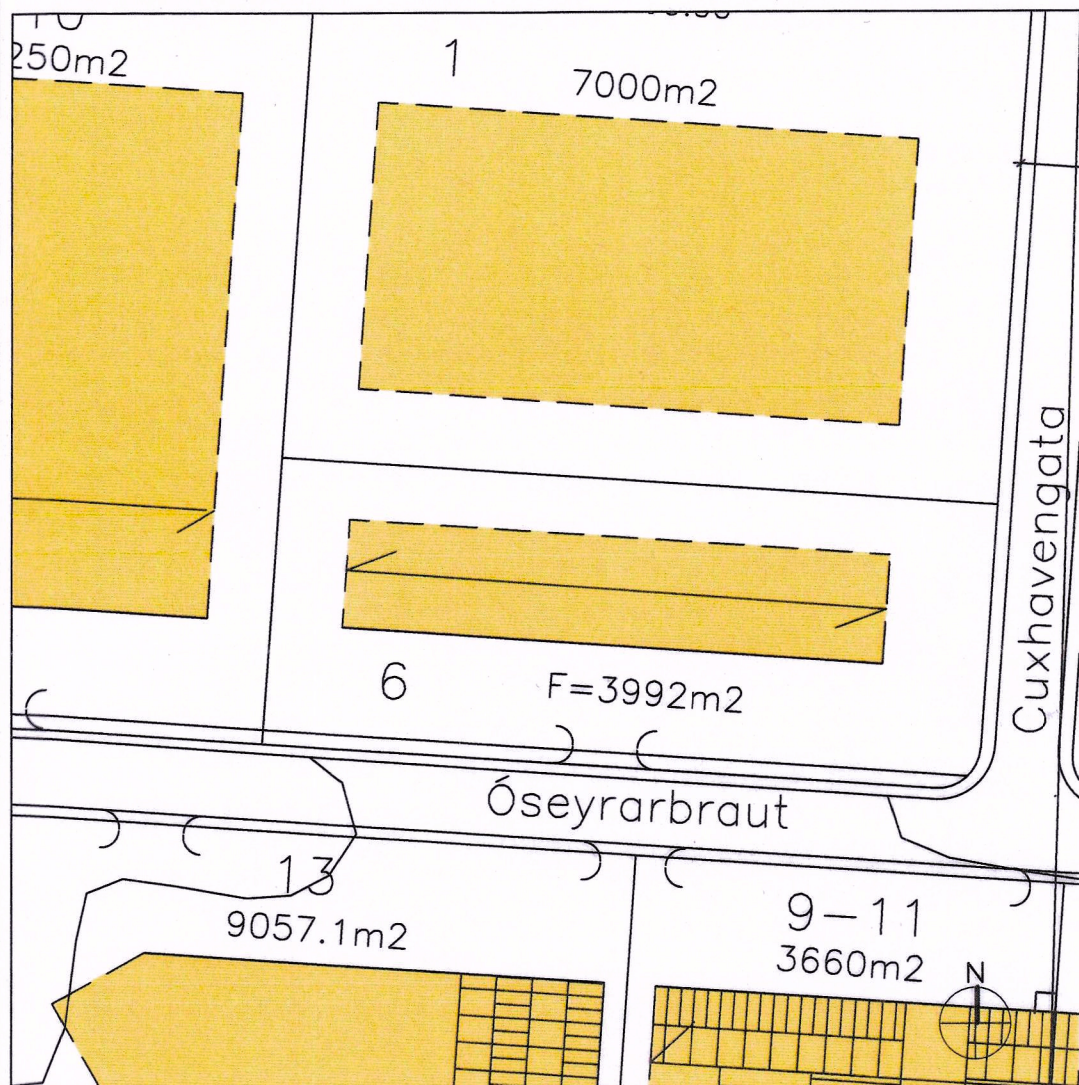 250m2
1
7000m2
Cuxhavengata
6
F=3992m2
Óseyrarbraut
13
9057.1m2
9-11
3660m2
N